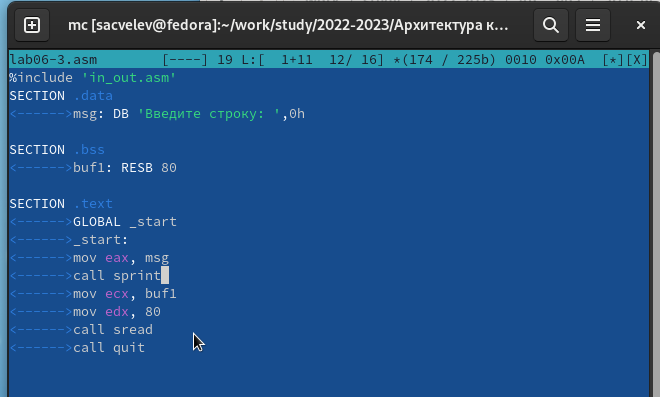 mc [sacvelev@fedora]:~/work/study/2022-2023/Архитектура к...
lab06-3.asm [----] 19 L:[ 1+11 12/ 16] *(174 / 225b) 0010 0x00A [*][X]
%include 'in_out.asm'
SECTION .data
<------>msg: DB 'Введите строку: ',0h
SECTION .bss
<------>buf1: RESB 80
SECTION .text
<------>GLOBAL _start
<------>_start:
<------>mov eax, msg
<------>call sprint
<------>mov ecx, buf1
<------>mov edx, 80
<------>call sread
<------>call quit